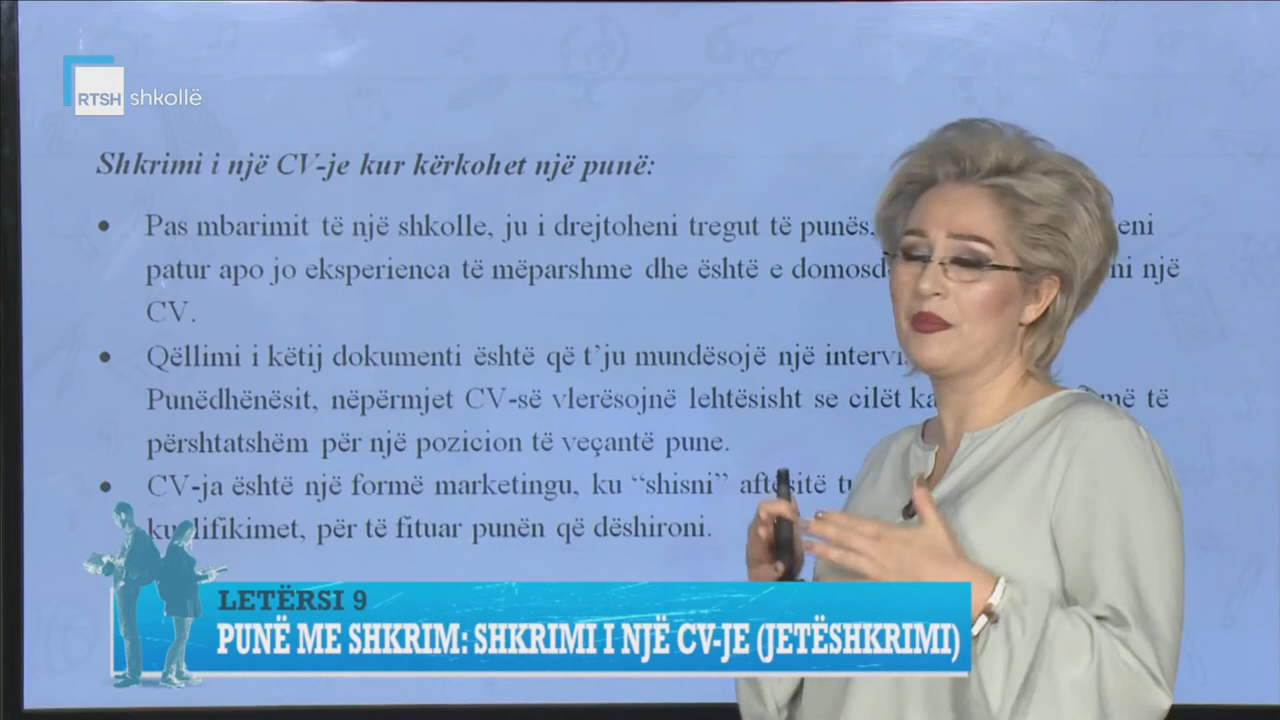 RTSH shkollë
Shkrimi i një CV-je kur kërkohet një punë:
• Pas mbarimit të një shkolle, ju i drejtoheni tregut të punës.
patur apo jo eksperienca të mëparshme dhe është e një
CV.
• Qëllimi i këtij dokumenti është që t’ju mundësojë një
Punëdhënësit, nëpërmjet CV-së vlerësojnë lehtësisht se cilët të
përshtatshëm për një pozicion të veçantë pune.
• CV-ja është një formë marketingu, ku “shisni” aftësitë
kualifikimet, për të fituar punën që dëshironi.
LETËRSI 9
PUNË ME SHKRIM: SHKRIMI I NJË CV-JE (JETËSHKRIMI)